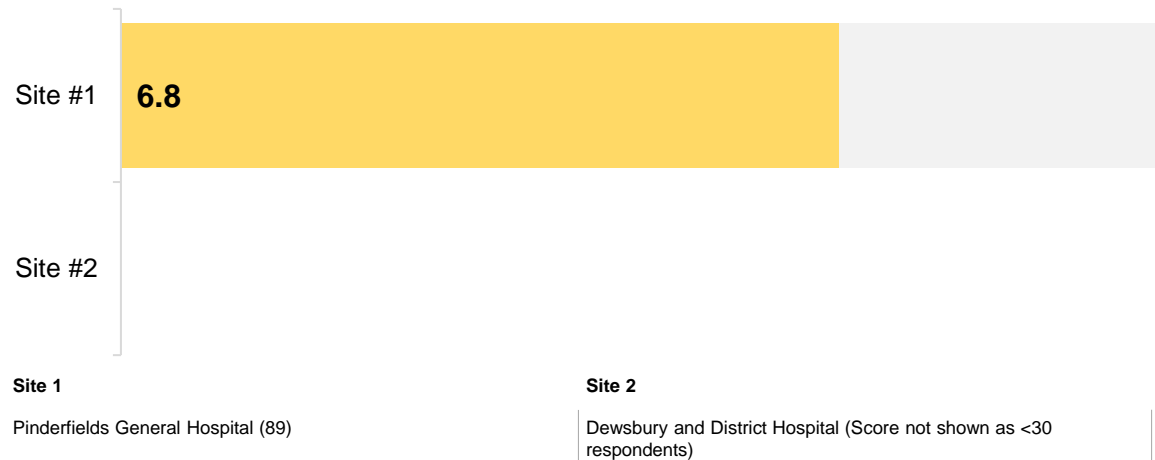 Site #1
6.8
Site #2
Site 1
Site 2
Pinderfields General Hospital (89)
Dewsbury and District Hospital (Score not shown as <30
respondents)